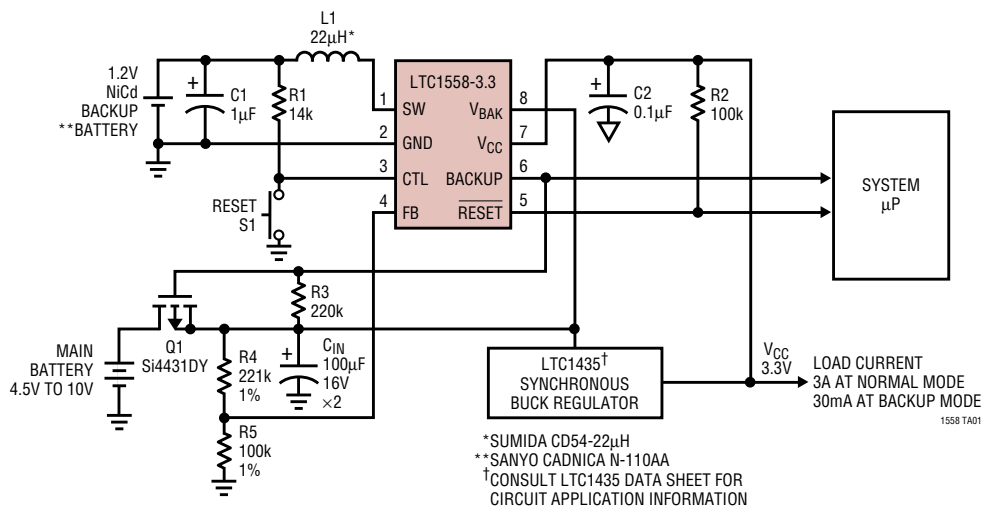 L1
22µH*
1.2V
NiCd
BACKUP
**BATTERY
+
C1
1µF
R1
14k
LTC1558-3.3
1
SW
2
GND
3
CTL
4
FB
8
VBAK
7
VCC
6
BACKUP
5
RESET
+
C2
0.1µF
R2
100k
SYSTEM
µP
RESET
S1
R3
220k
Q1
Si4431DY
MAIN
BATTERY
4.5V TO 10V
R4
221k
1%
+
CIN
100µF
16V
×2
R5
100k
1%
LTC1435†
SYNCHRONOUS
BUCK REGULATOR
VCC
3.3V
LOAD CURRENT
3A AT NORMAL MODE
30mA AT BACKUP MODE
1558 TA01
*SUMIDA CD54-22µH
**SANYO CADNICA N-110AA
†CONSULT LTC1435 DATA SHEET FOR
CIRCUIT APPLICATION INFORMATION